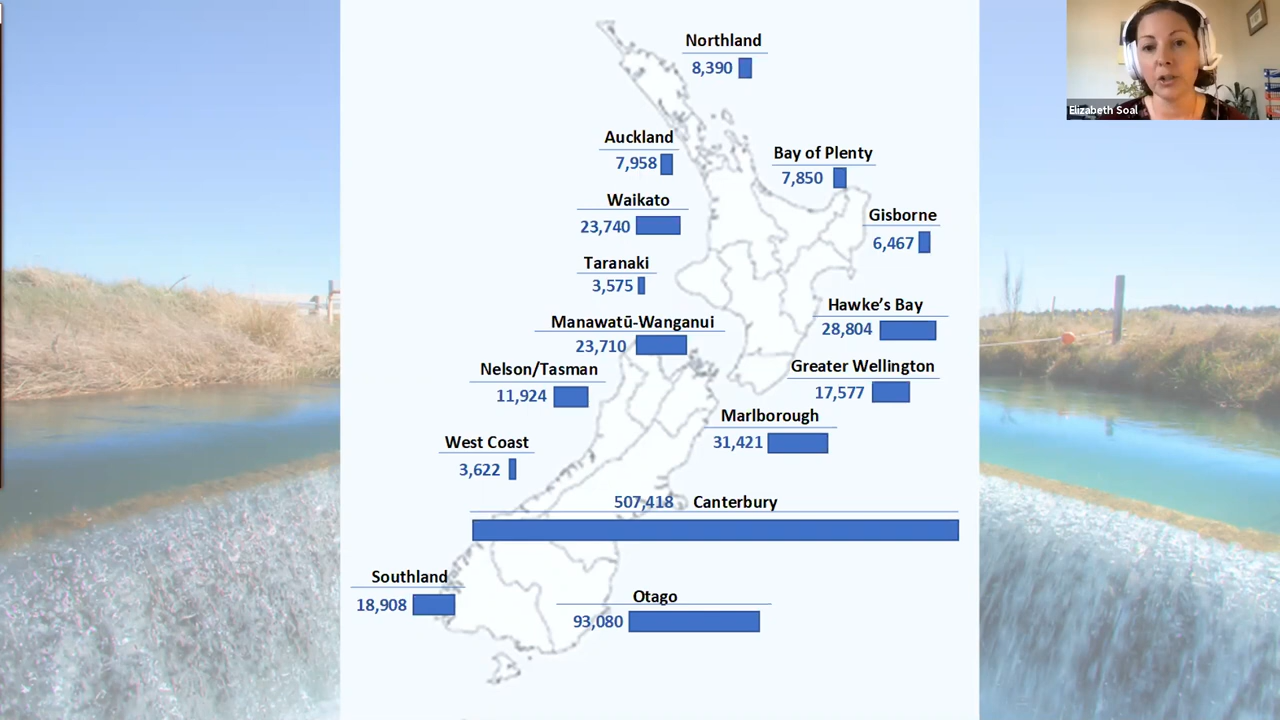 Northland
8,390
Elizabeth Soal
Auckland
7,958
Bay of Plenty
7,850
Waikato
23,740
Gisborne
6,467
Taranaki
3,575
Hawke's Bay
28,804
Manawatū-Wanganui
23,710
Nelson/Tasman
11,924
Greater Wellington
17,577
Marlborough
31,421
West Coast
3,622
507,418 Canterbury
Southland
18,908
Otago
93,080